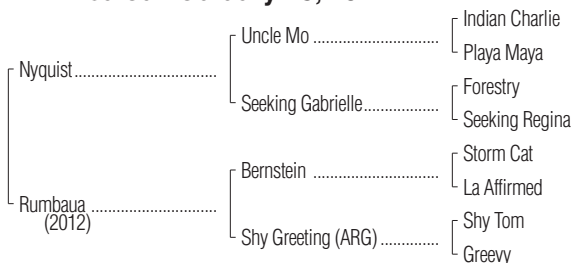 Indian Charlie
Uncle Mo ....................
Playa Maya
Nyquist..................................
Forestry
Seeking Gabrielle..................
Seeking Regina
Storm Cat
Bernstein ...............................
La Affirmed
Rumbaua ..............................
(2012)
Shy Tom
Shy Greeting (ARG) ..............
Greevy